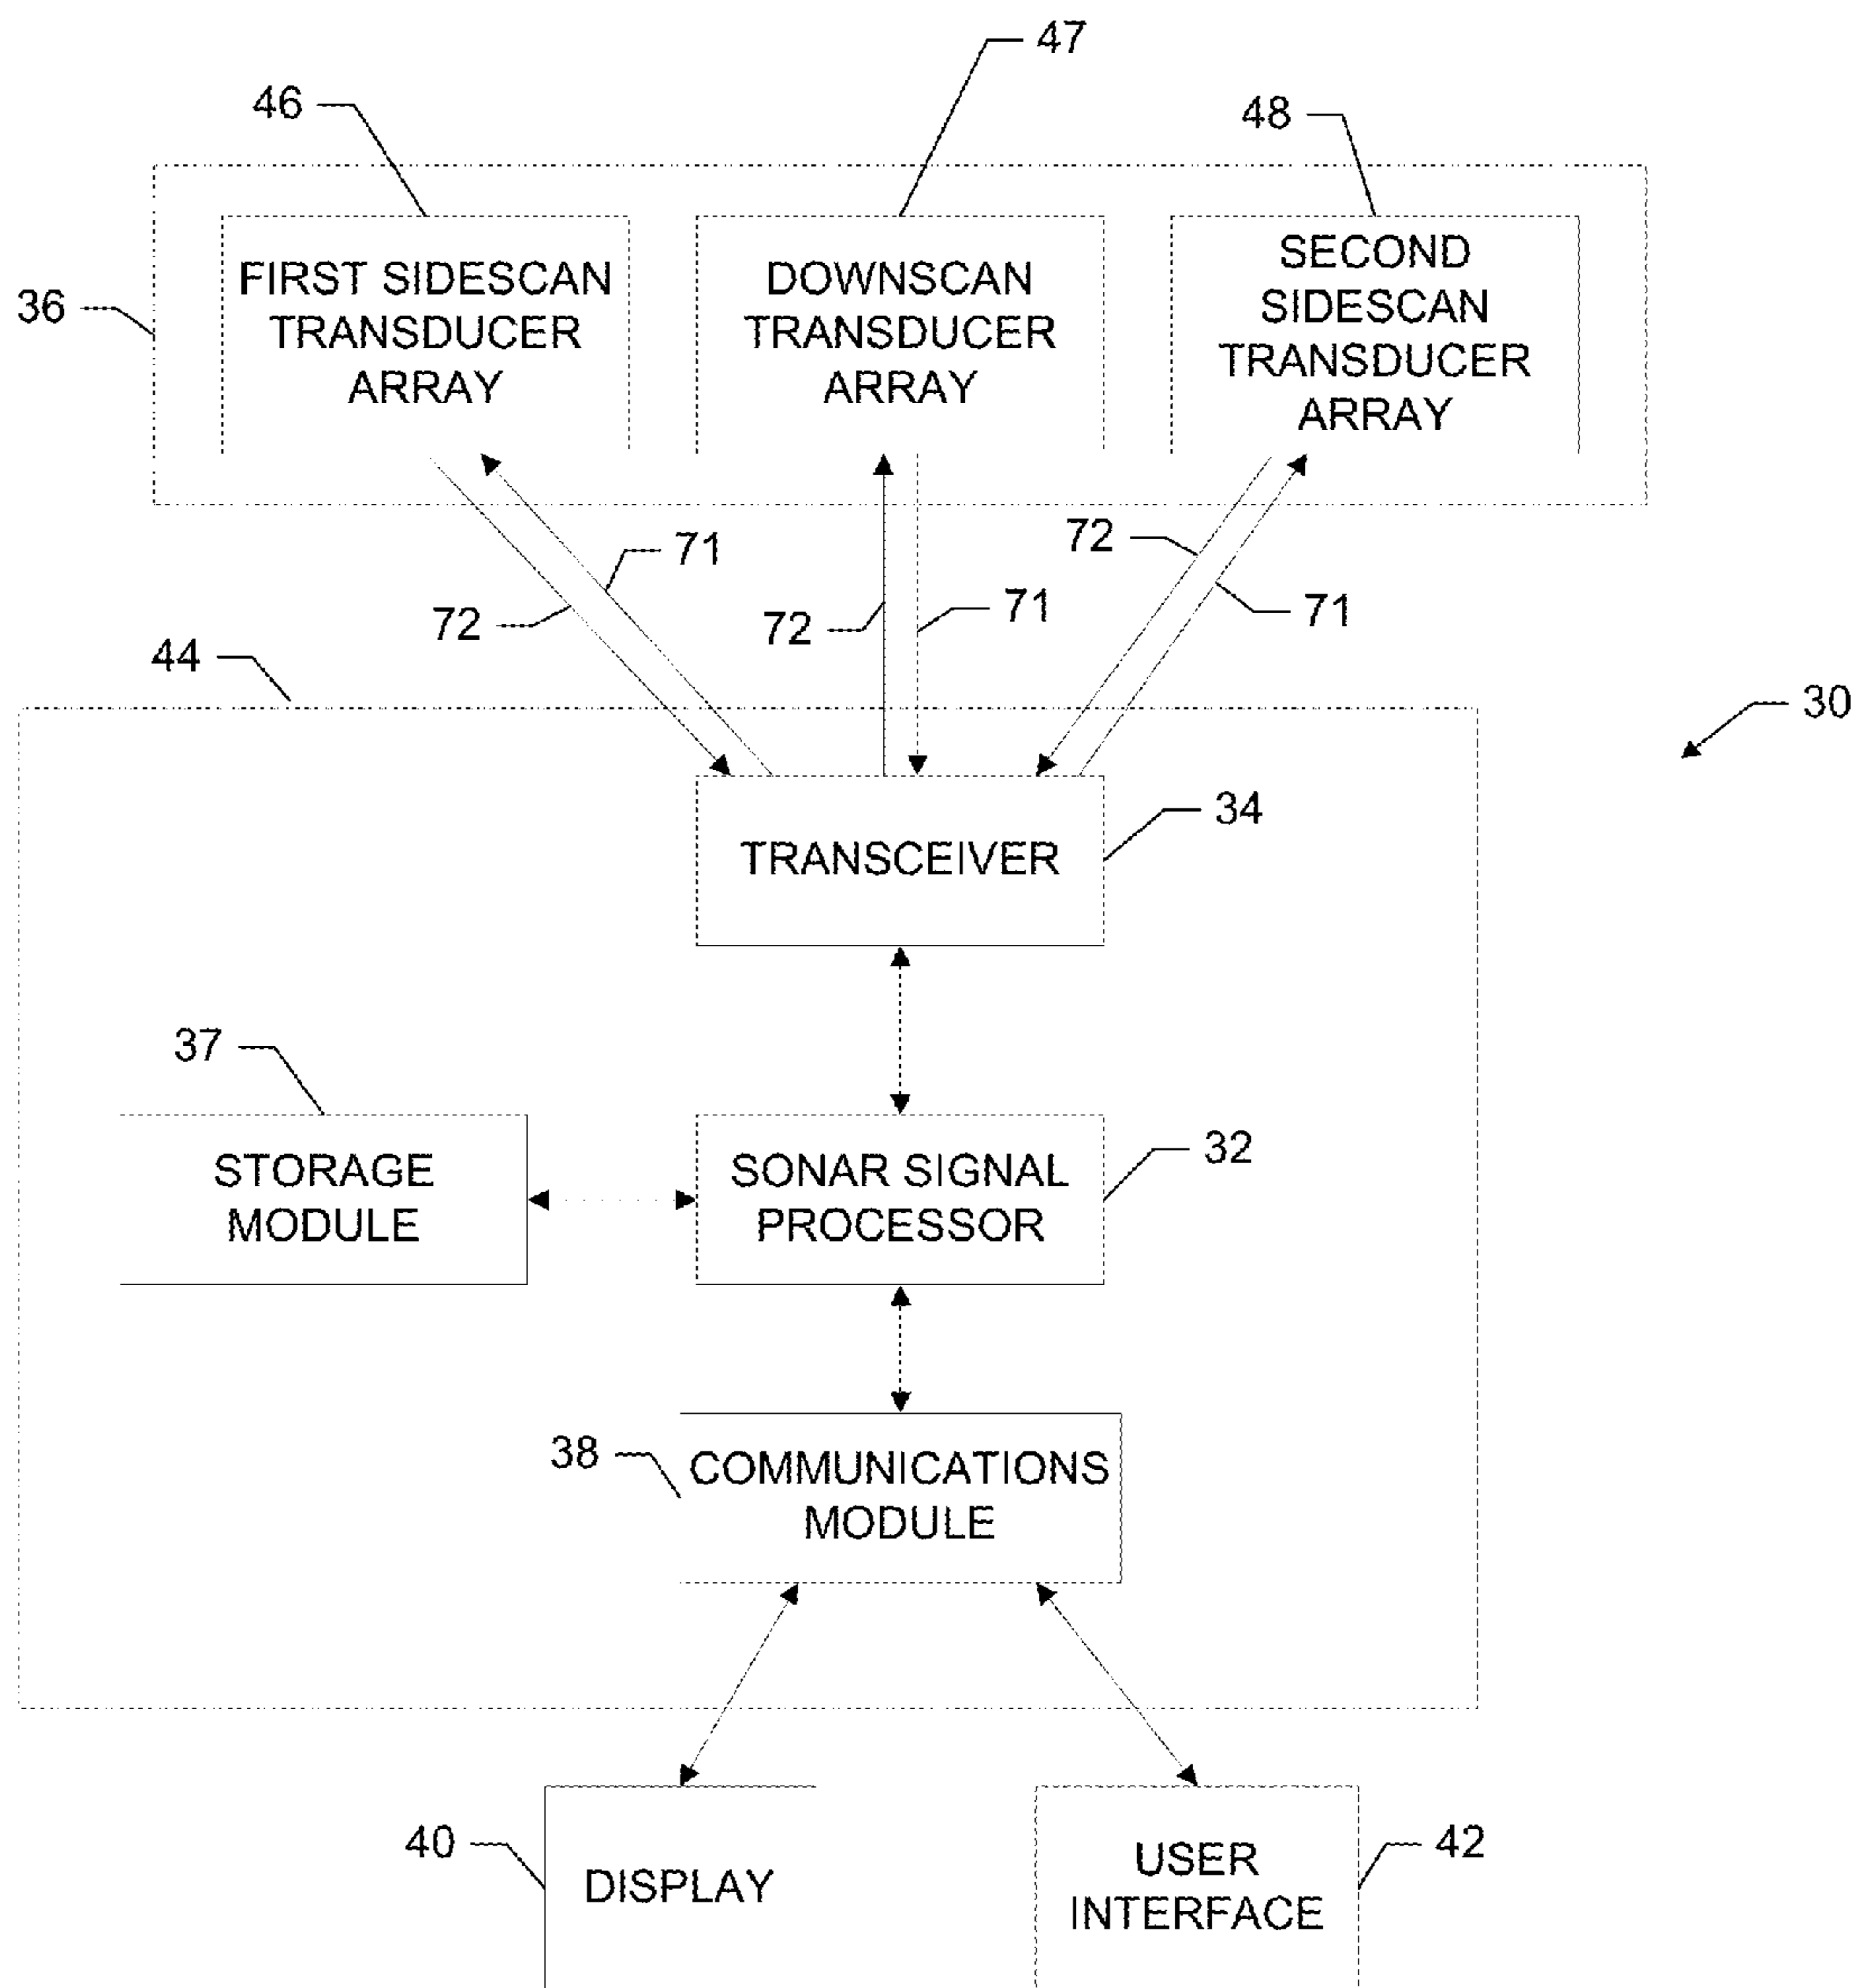 47
46
48
36
FIRST SIDESCAN
TRANSDUCER
ARRAY
DOWNSCAN
TRANSDUCER
ARRAY
SECOND
SIDESCAN
TRANSDUCER
ARRAY
71
72
72
71
72
71
44
30
34
TRANSCEIVER
37
STORAGE
MODULE
32
SONAR SIGNAL
PROCESSOR
38
COMMUNICATIONS
MODULE
40
DISPLAY
42
USER
INTERFACE